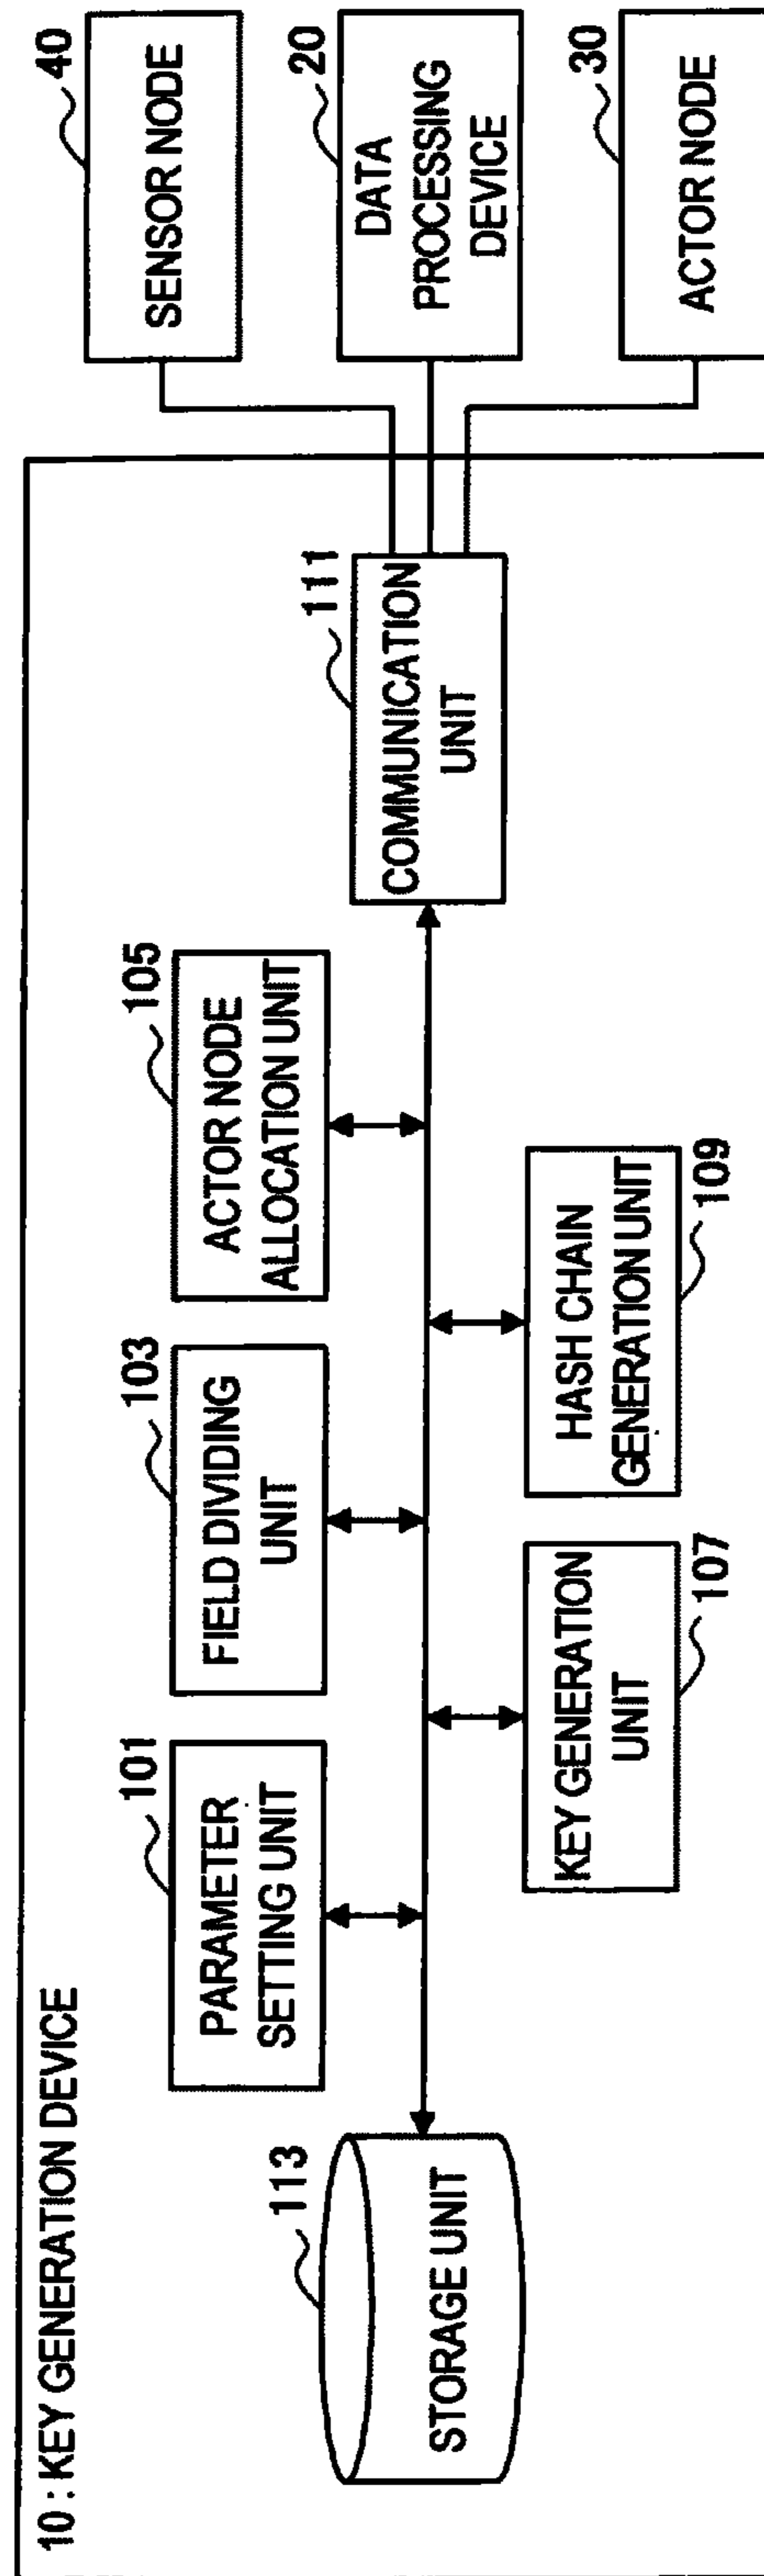 10 : KEY GENERATION DEVICE
101
PARAMETER
SETTING UNIT
103
FIELD DIVIDING
UNIT
105
ACTOR NODE
ALLOCATION UNIT
113
STORAGE UNIT
KEY GENERATION
UNIT
107
HASH CHAIN
GENERATION UNIT
109
111
COMMUNICATION
UNIT
40
SENSOR NODE
20
DATA
PROCESSING
DEVICE
30
ACTOR NODE